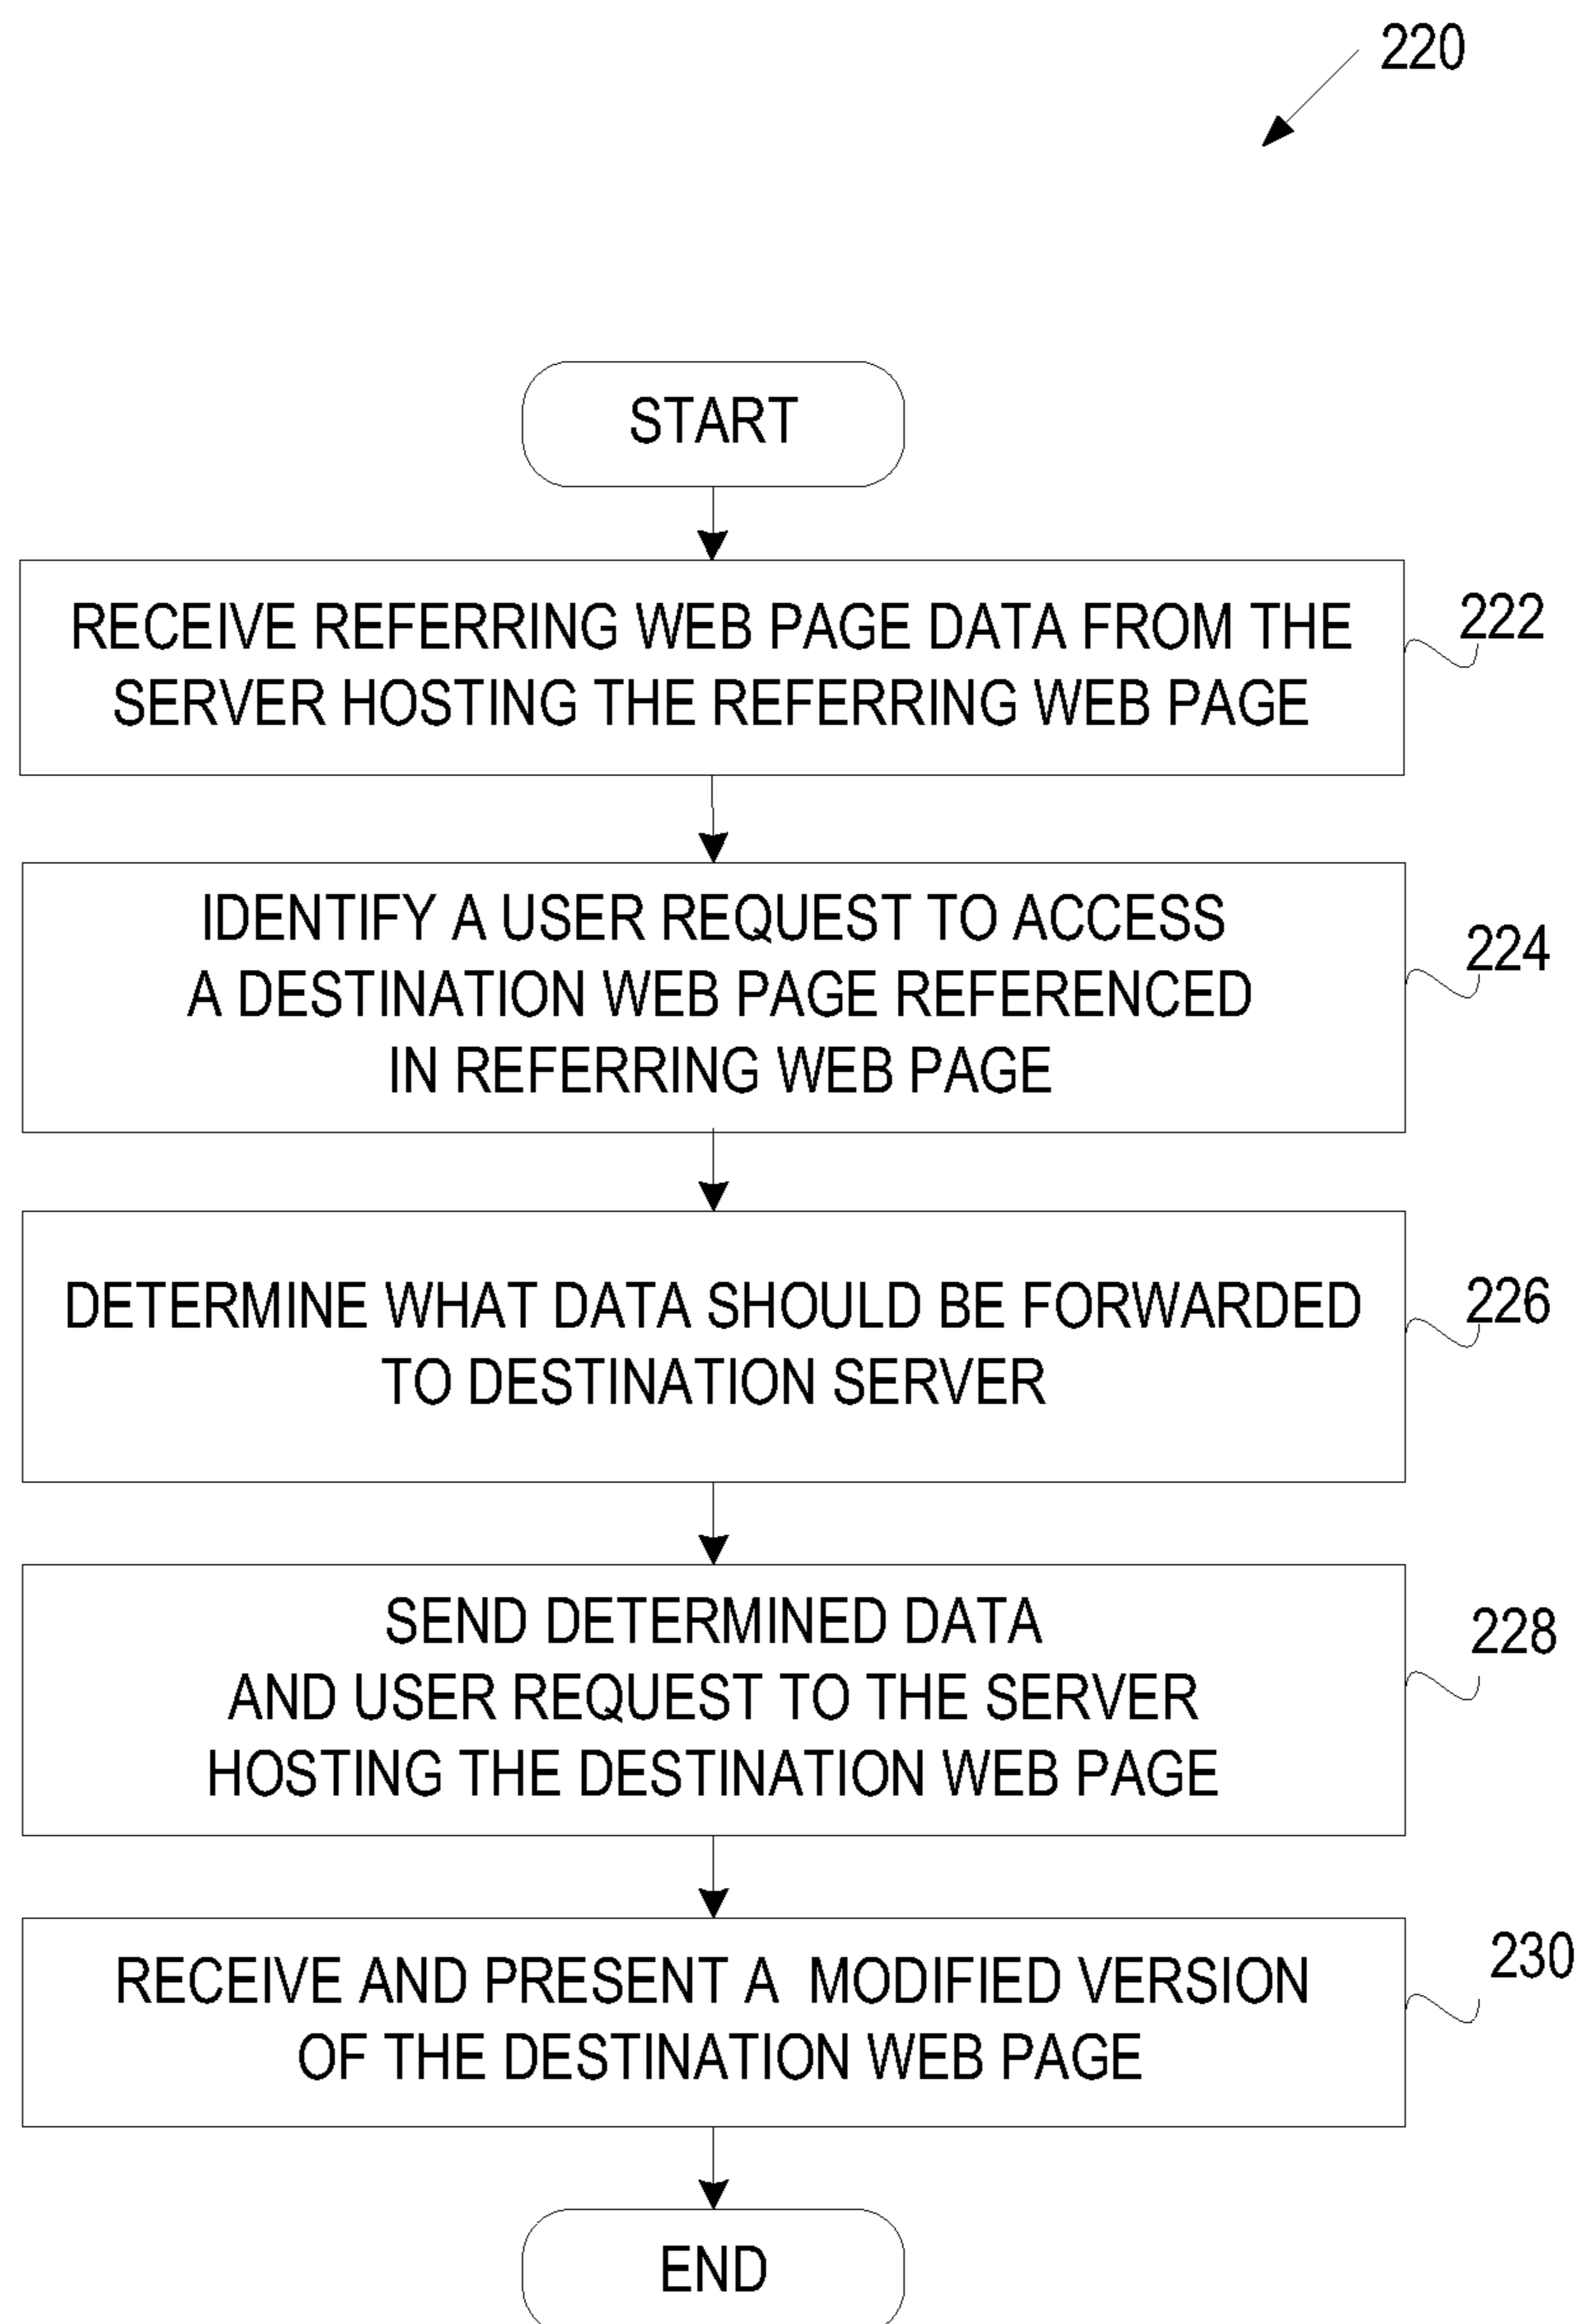 220
START
RECEIVE REFERRING WEB PAGE DATA FROM THE
SERVER HOSTING THE REFERRING WEB PAGE
222
IDENTIFY A USER REQUEST TO ACCESS
A DESTINATION WEB PAGE REFERENCED
IN REFERRING WEB PAGE
224
DETERMINE WHAT DATA SHOULD BE FORWARDED
TO DESTINATION SERVER
226
SEND DETERMINED DATA
AND USER REQUEST TO THE SERVER
HOSTING THE DESTINATION WEB PAGE
228
RECEIVE AND PRESENT A MODIFIED VERSION
OF THE DESTINATION WEB PAGE
230
END